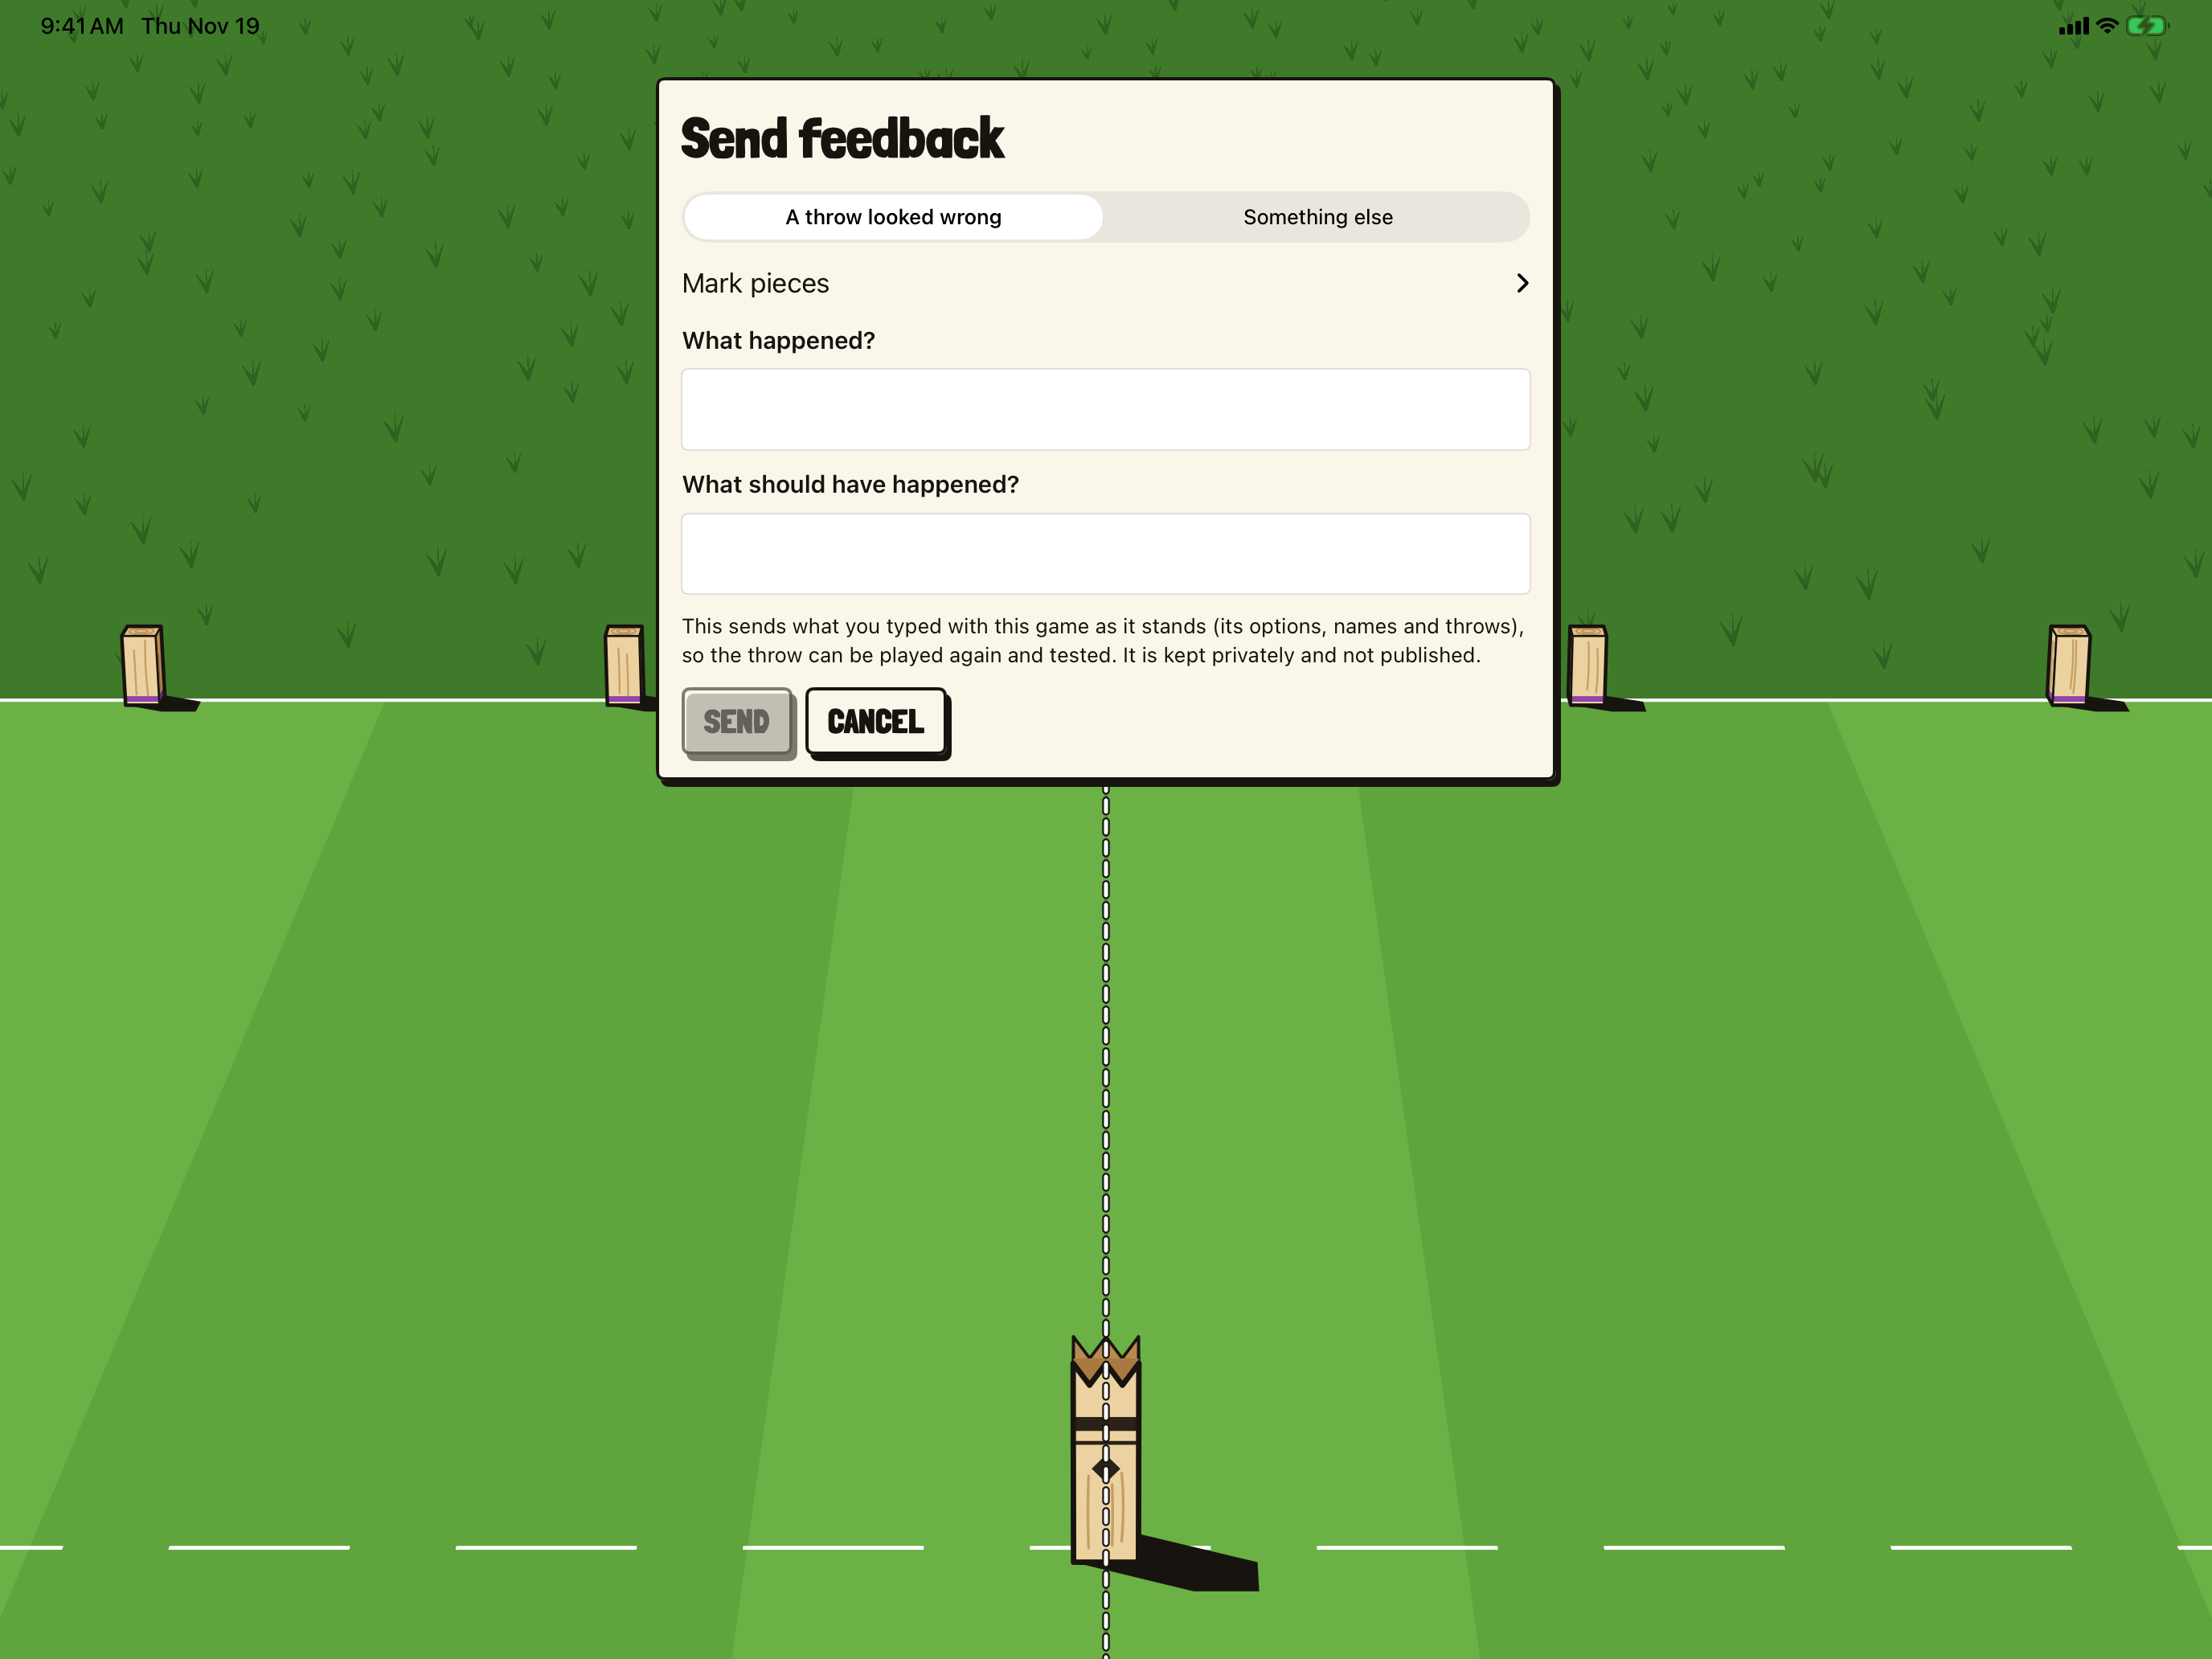 9:41 AM Thu Nov 19
Send feedback
A throw looked wrong
Something else
Mark pieces
What happened?
What should have happened?
This sends what you typed with this game as it stands (its options, names and throws),
so the throw can be played again and tested. It is kept privately and not published.
SEND
CANCEL